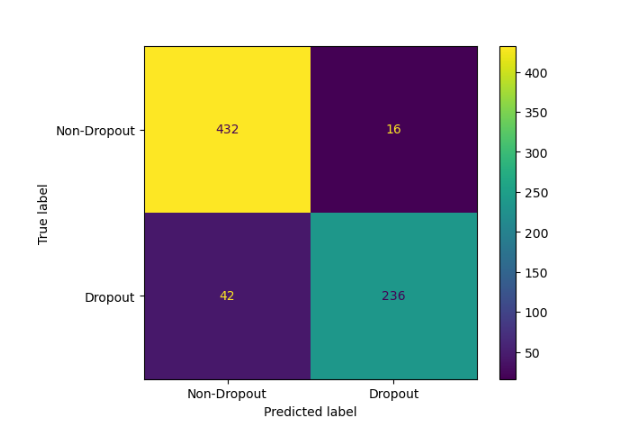 Non-Dropout
432
16
Dropout
42
236
Non-Dropout
Dropout
Predicted label
True label
400
350
300
250
200
150
100
50